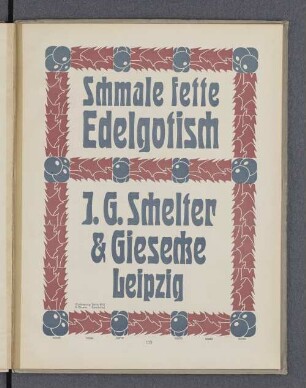 Schmale fette
Edelgotisch
J. G. Schelter
& Giesecke
Leipzig